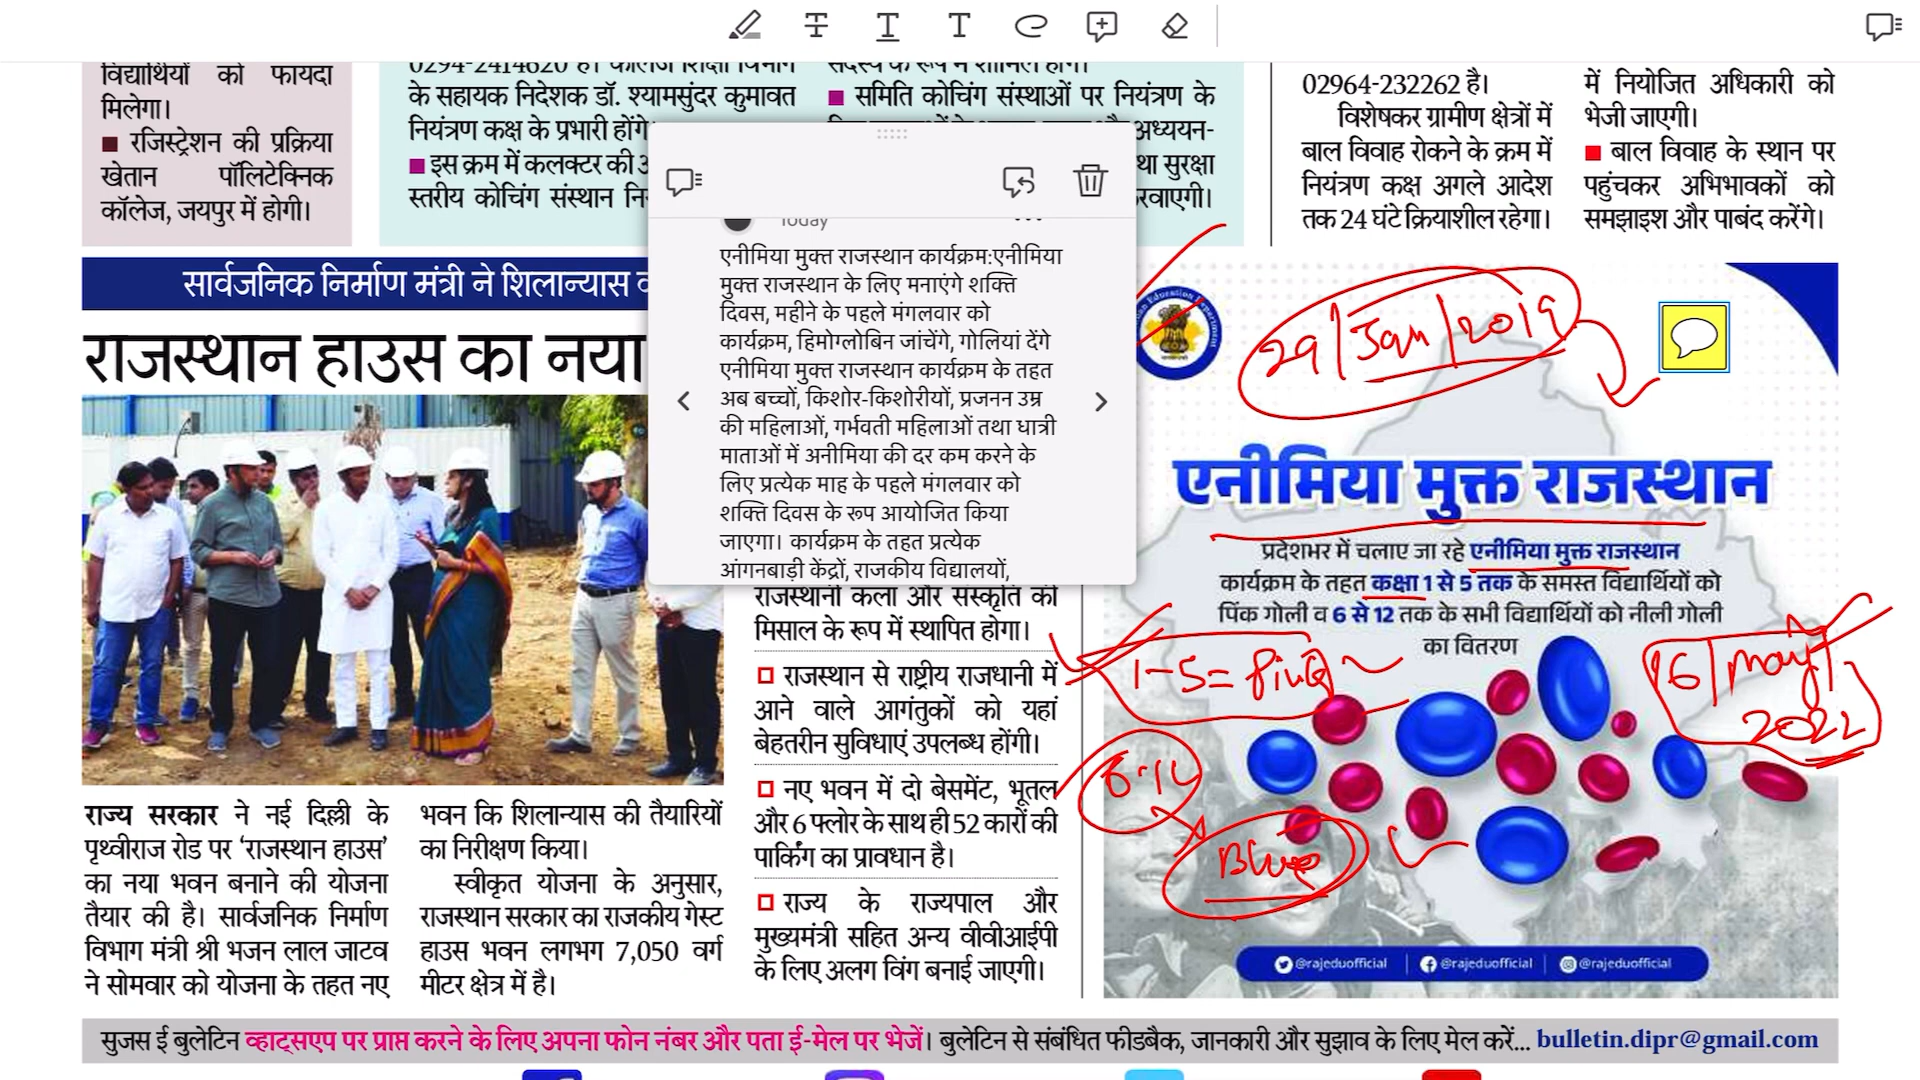 विद्यार्थियों को फायदा
मिलेगा।
■ रजिस्ट्रेशन की प्रक्रिया
खेतान पॉलिटेक्निक
कॉलेज, जयपुर में होगी।
0294-2414620 है। कॉलेज शिक्षा विभाग
के सहायक निदेशक डॉ. श्यामसुंदर कुमावत
नियंत्रण कक्ष के प्रभारी होंगे
■ इस क्रम में कलक्टर की
स्तरीय कोचिंग संस्थान
सदस्य के रूप में शामिल होंगे।
■ समिति कोचिंग संस्थाओं पर नियंत्रण के
अध्ययन-
था सुरक्षा
रवाएगी।
02964-232262 है।
विशेषकर ग्रामीण क्षेत्रों में
बाल विवाह रोकने के क्रम में
नियंत्रण कक्ष अगले आदेश
तक 24 घंटे क्रियाशील रहेगा।
में नियोजित अधिकारी को
भेजी जाएगी।
■ बाल विवाह के स्थान पर
पहुंचकर अभिभावकों को
समझाइश और पाबंद करेंगे।
Today
एनीमिया मुक्त राजस्थान कार्यक्रम:एनीमिया
मुक्त राजस्थान के लिए मनाएंगे शक्ति
दिवस, महीने के पहले मंगलवार को
कार्यक्रम, हिमोग्लोबिन जांचेंगे, गोलियां देंगे
एनीमिया मुक्त राजस्थान कार्यक्रम के तहत
अब बच्चों, किशोर-किशोरीयों, प्रजनन उम्र
की महिलाओं, गर्भवती महिलाओं तथा धात्री
माताओं में अनीमिया की दर कम करने के
लिए प्रत्येक माह के पहले मंगलवार को
शक्ति दिवस के रूप आयोजित किया
जाएगा। कार्यक्रम के तहत प्रत्येक
आंगनबाड़ी केंद्रों, राजकीय विद्यालयों,
सार्वजनिक निर्माण मंत्री ने शिलान्यास
राजस्थान हाउस का नया
राज्य सरकार ने नई दिल्ली के
पृथ्वीराज रोड पर ‘राजस्थान हाउस’
का नया भवन बनाने की योजना
तैयार की है। सार्वजनिक निर्माण
विभाग मंत्री श्री भजन लाल जाटव
ने सोमवार को योजना के तहत नए
भवन कि शिलान्यास की तैयारियों
का निरीक्षण किया।
स्वीकृत योजना के अनुसार,
राजस्थान सरकार का राजकीय गेस्ट
हाउस भवन लगभग 7,050 वर्ग
मीटर क्षेत्र में है।
राजस्थानी कला और संस्कृति की
मिसाल के रूप में स्थापित होगा।
राजस्थान से राष्ट्रीय राजधानी में
आने वाले आगंतुकों को यहां
बेहतरीन सुविधाएं उपलब्ध होंगी।
नए भवन में दो बेसमेंट, भूतल
और 6 फ्लोर के साथ ही 52 कारों की
पार्किंग का प्रावधान है।
राज्य के राज्यपाल और
मुख्यमंत्री सहित अन्य वीवीआईपी
के लिए अलग विंग बनाई जाएगी।
29/Jan/2019
एनीमिया मुक्त राजस्थान
प्रदेशभर में चलाए जा रहे एनीमिया मुक्त राजस्थान
कार्यक्रम के तहत कक्षा 1 से 5 तक के समस्त विद्यार्थियों को
पिंक गोली व 6 से 12 तक के सभी विद्यार्थियों को नीली गोली
का वितरण
1-5 = Pink
16/May/
2022
6-12
Blue
@rajeduofficial | @rajeduofficial | @rajeduofficial
सुजस ई बुलेटिन व्हाट्सएप पर प्राप्त करने के लिए अपना फोन नंबर और पता ई-मेल पर भेजें। बुलेटिन से संबंधित फीडबैक, जानकारी और सुझाव के लिए मेल करें... bulletin.dipr@gmail.com